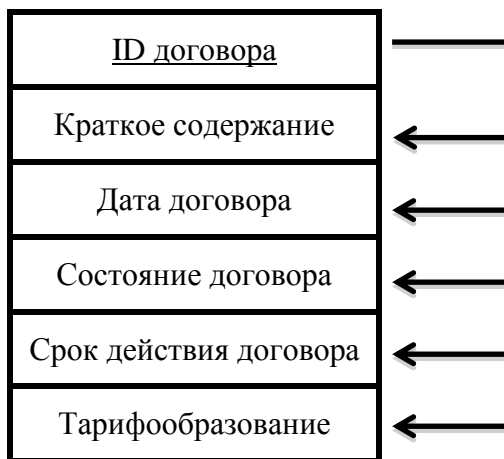 ID договора
Краткое содержание
Дата договора
Состояние договора
Срок действия договора
Тарифообразование